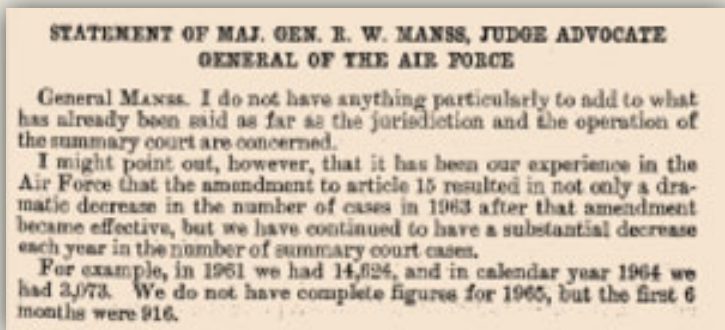 STATEMENT OF MAJ. GEN. R. W. MANSS, JUDGE ADVOCATE
GENERAL OF THE AIR FORCE
General MANSS. I do not have anything particularly to add to what
has already been said as far as the jurisdiction and the operation of
the summary court are concerned.
I might point out, however, that it has been our experience in the
Air Force that the amendment to article 15 resulted in not only a dra-
matic decrease in the number of cases in 1963 after that amendment
became effective, but we have continued to have a substantial decrease
each year in the number of summary court cases.
For example, in 1961 we had 14,624, and in calendar year 1964 we
had 3,073. We do not have complete figures for 1965, but the first 6
months were 916.